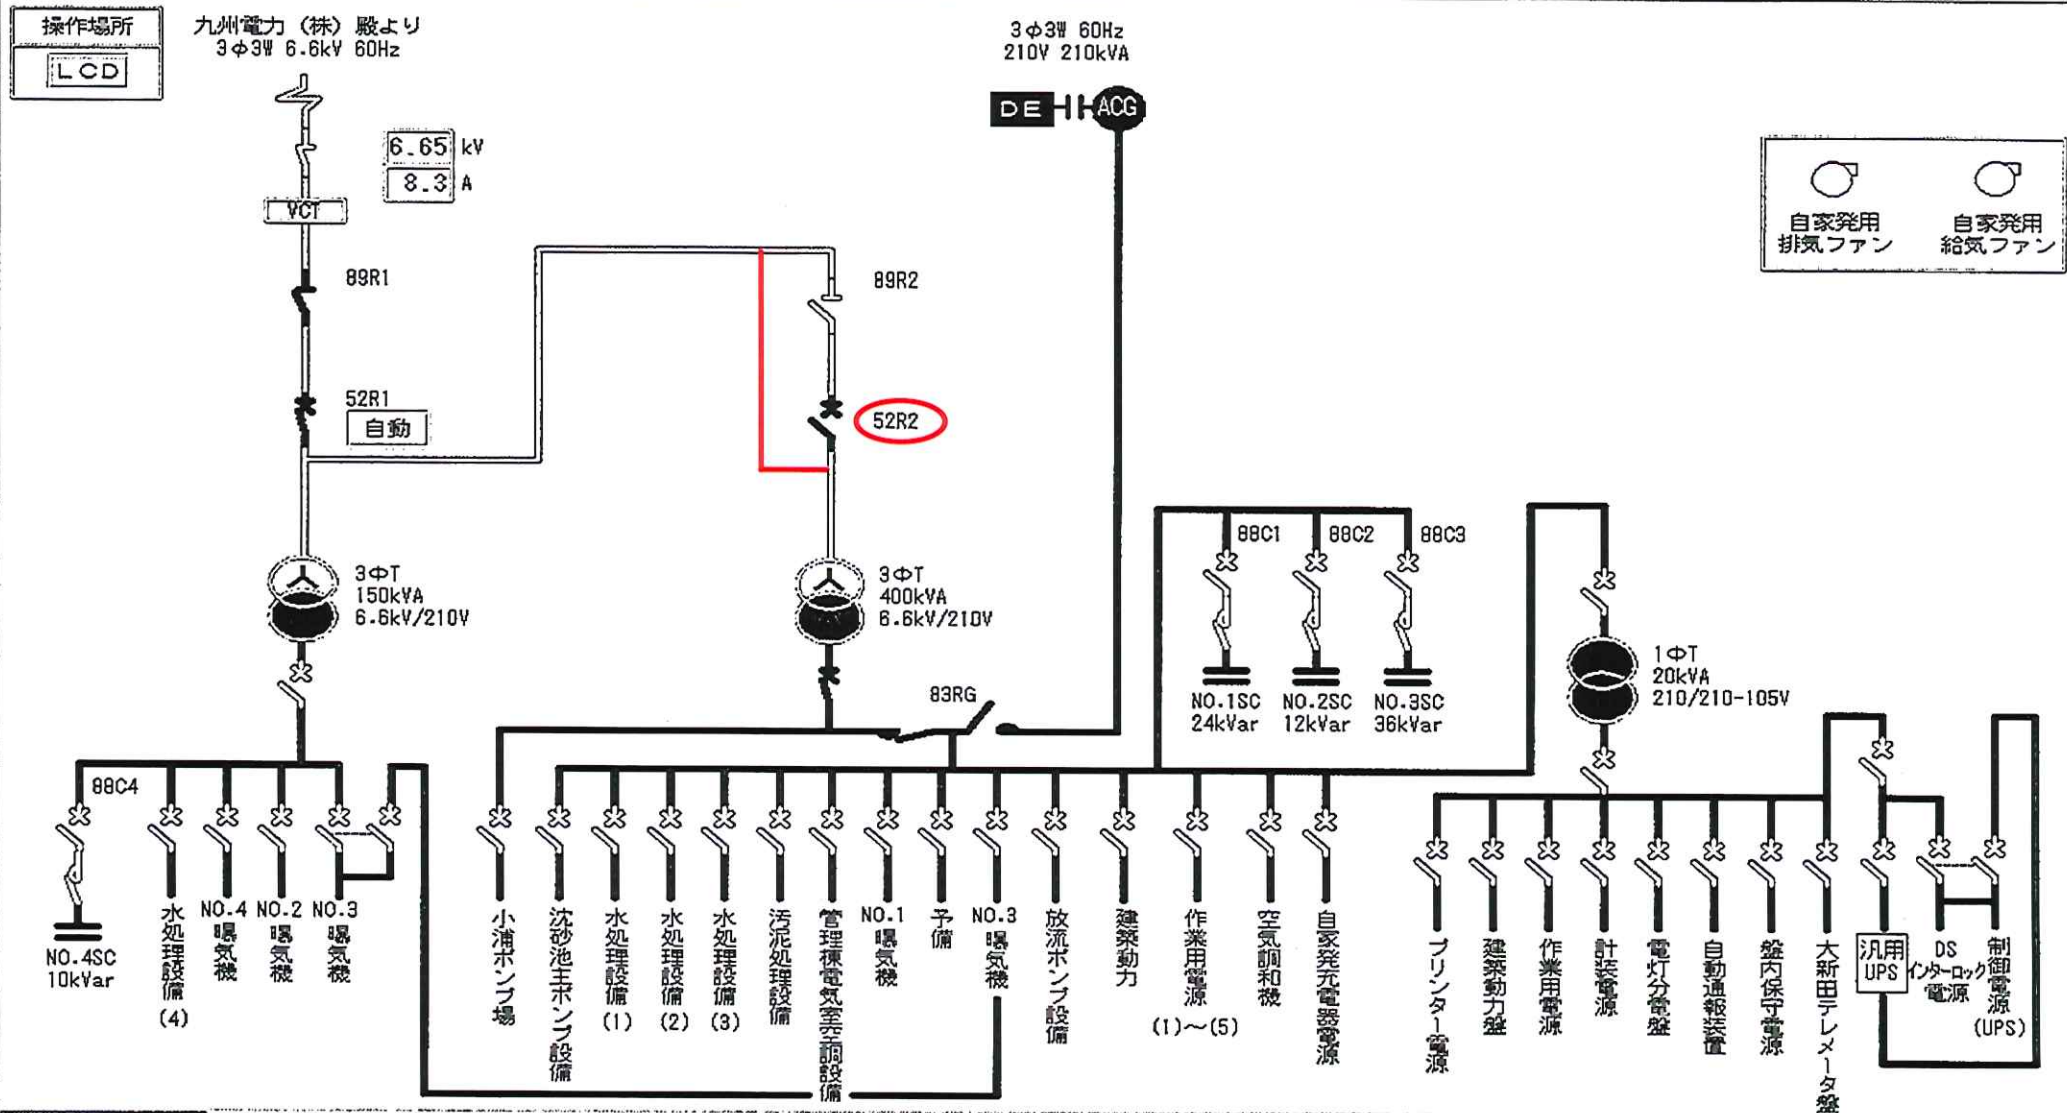 操作場所
LCD
九州電力（株）殿より
3φ3W 6.6kV 60Hz
3φ3W 60Hz
210V 210kVA
DE
ACG
6.65 kV
8.3 A
VCT
自家発用
排気ファン
自家発用
給気ファン
89R1
89R2
52R1
自動
52R2
3ΦT
150kVA
6.6kV/210V
3ΦT
400kVA
6.6kV/210V
88C1
88C2
88C3
NO.1SC
24kVar
NO.2SC
12kVar
NO.3SC
36kVar
1ΦT
20kVA
210/210-105V
83RG
88C4
NO.4SC
10kVar
水処理設備
(4)
NO.4
曝気機
NO.2
曝気機
NO.3
曝気機
小浦ポンプ場
沈砂池主ポンプ設備
水処理設備
(1)
水処理設備
(2)
水処理設備
(3)
汚泥処理設備
管理棟電気室空調設備
NO.1
曝気機
予備
NO.3
曝気機
放流ポンプ設備
建築動力
作業用電源
(1)～(5)
空気調和機
自家発充電器電源
プリンター電源
建築動力盤
作業用電源
計装電源
電灯分電盤
自動通報装置
盤内保守電源
大新田テレメータ盤
汎用
UPS
DS
インターロック
電源
制御電源
(UPS)